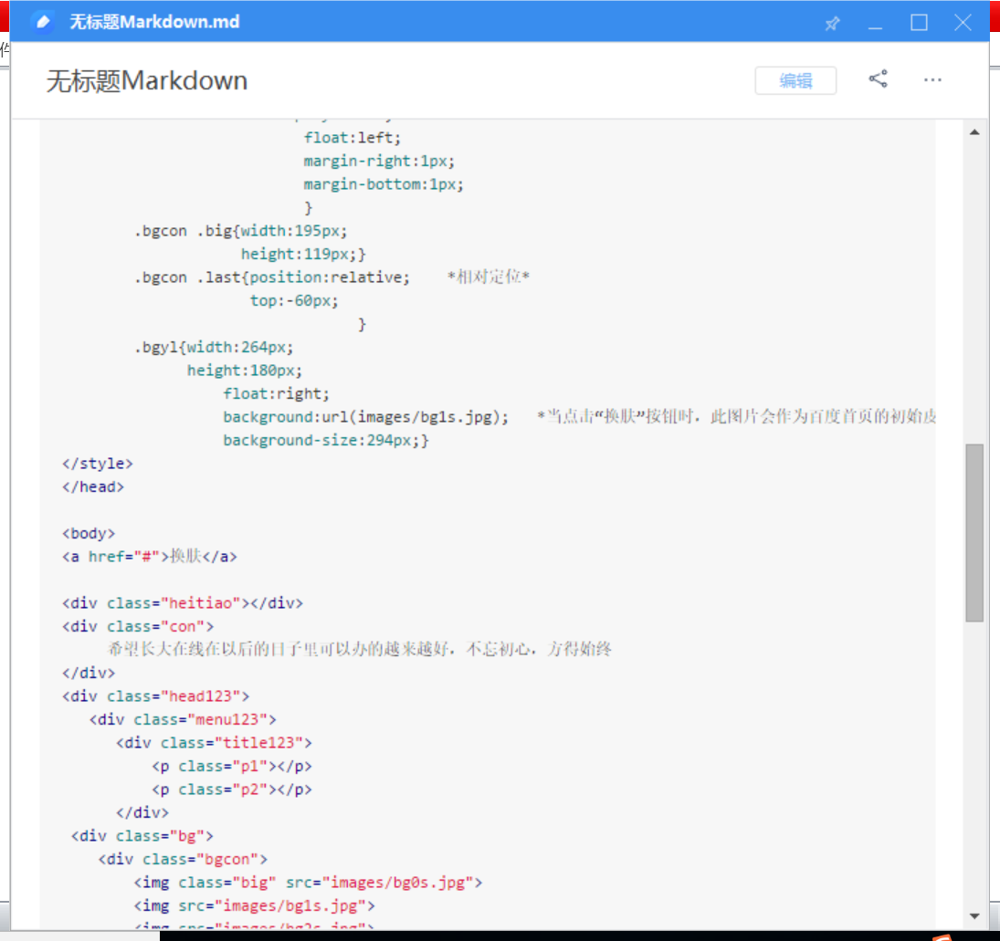 无标题Markdown.md
件
无标题Markdown
编辑
float:left;
margin-right:1px;
margin-bottom:1px;
}
.bgcon .big{width:195px;
height:119px;}
.bgcon .last{position:relative; *相对定位*
top:-60px;
}
.bgyl{width:264px;
height:180px;
float:right;
background:url(images/bg1s.jpg); *当点击“换肤”按钮时，此图片会作为百度首页的初始皮
background-size:294px;}
</style>
</head>
<body>
<a href="#">换肤</a>
<div class="heitiao"></div>
<div class="con">
希望长大在线在以后的日子里可以办的越来越好，不忘初心，方得始终
</div>
<div class="head123">
<div class="menu123">
<div class="title123">
<p class="p1"></p>
<p class="p2"></p>
</div>
<div class="bg">
<div class="bgcon">
<img class="big" src="images/bg0s.jpg">
<img src="images/bg1s.jpg">
<img src="images/bg2s.jpg">